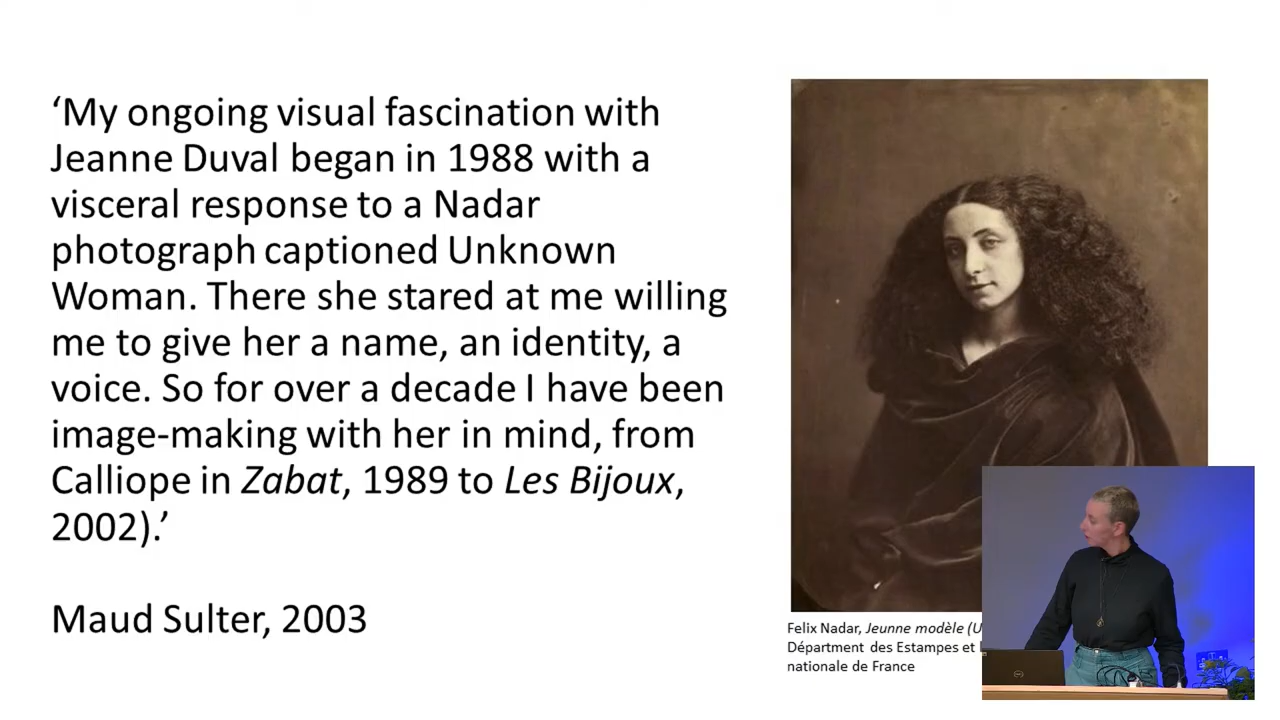 ‘My ongoing visual fascination with
Jeanne Duval began in 1988 with a
visceral response to a Nadar
photograph captioned Unknown
Woman. There she stared at me willing
me to give her a name, an identity, a
voice. So for over a decade I have been
image-making with her in mind, from
Calliope in Zabat, 1989 to Les Bijoux,
2002).’
Maud Sulter, 2003
Felix Nadar, Jeune modèle
Départment des Estampes et
nationale de France